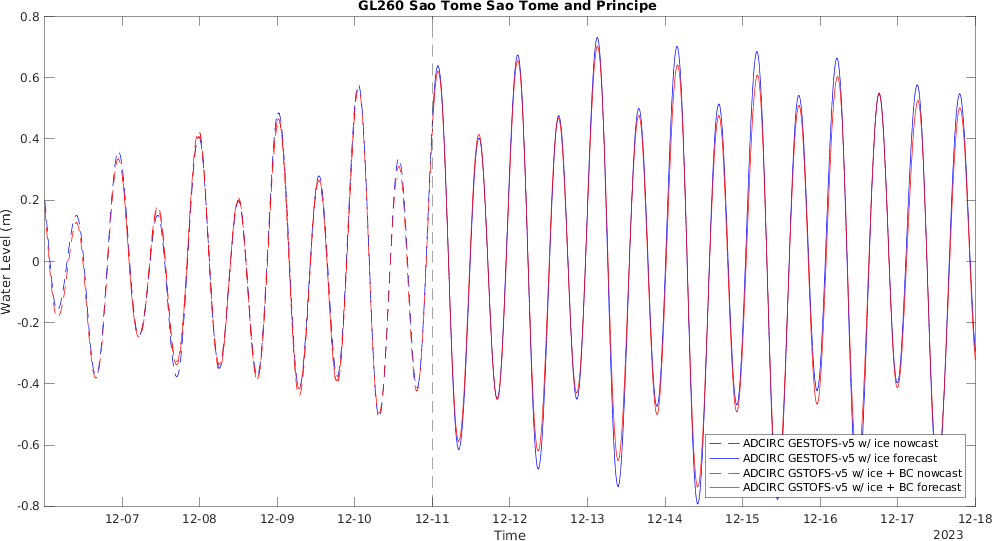 GL260 Sao Tome Sao Tome and Principe
0.8
0.6
0.4
0.2
0
-0.2
-0.4
-0.6
-0.8
Water Level (m)
ADCIRC GESTOFS-v5 w/ ice nowcast
ADCIRC GESTOFS-v5 w/ ice forecast
ADCIRC GSTOFS-v5 w/ ice + BC nowcast
ADCIRC GSTOFS-v5 w/ ice + BC forecast
12-07 12-08 12-09 12-10 12-11 12-12 12-13 12-14 12-15 12-16 12-17 12-18
Time
2023